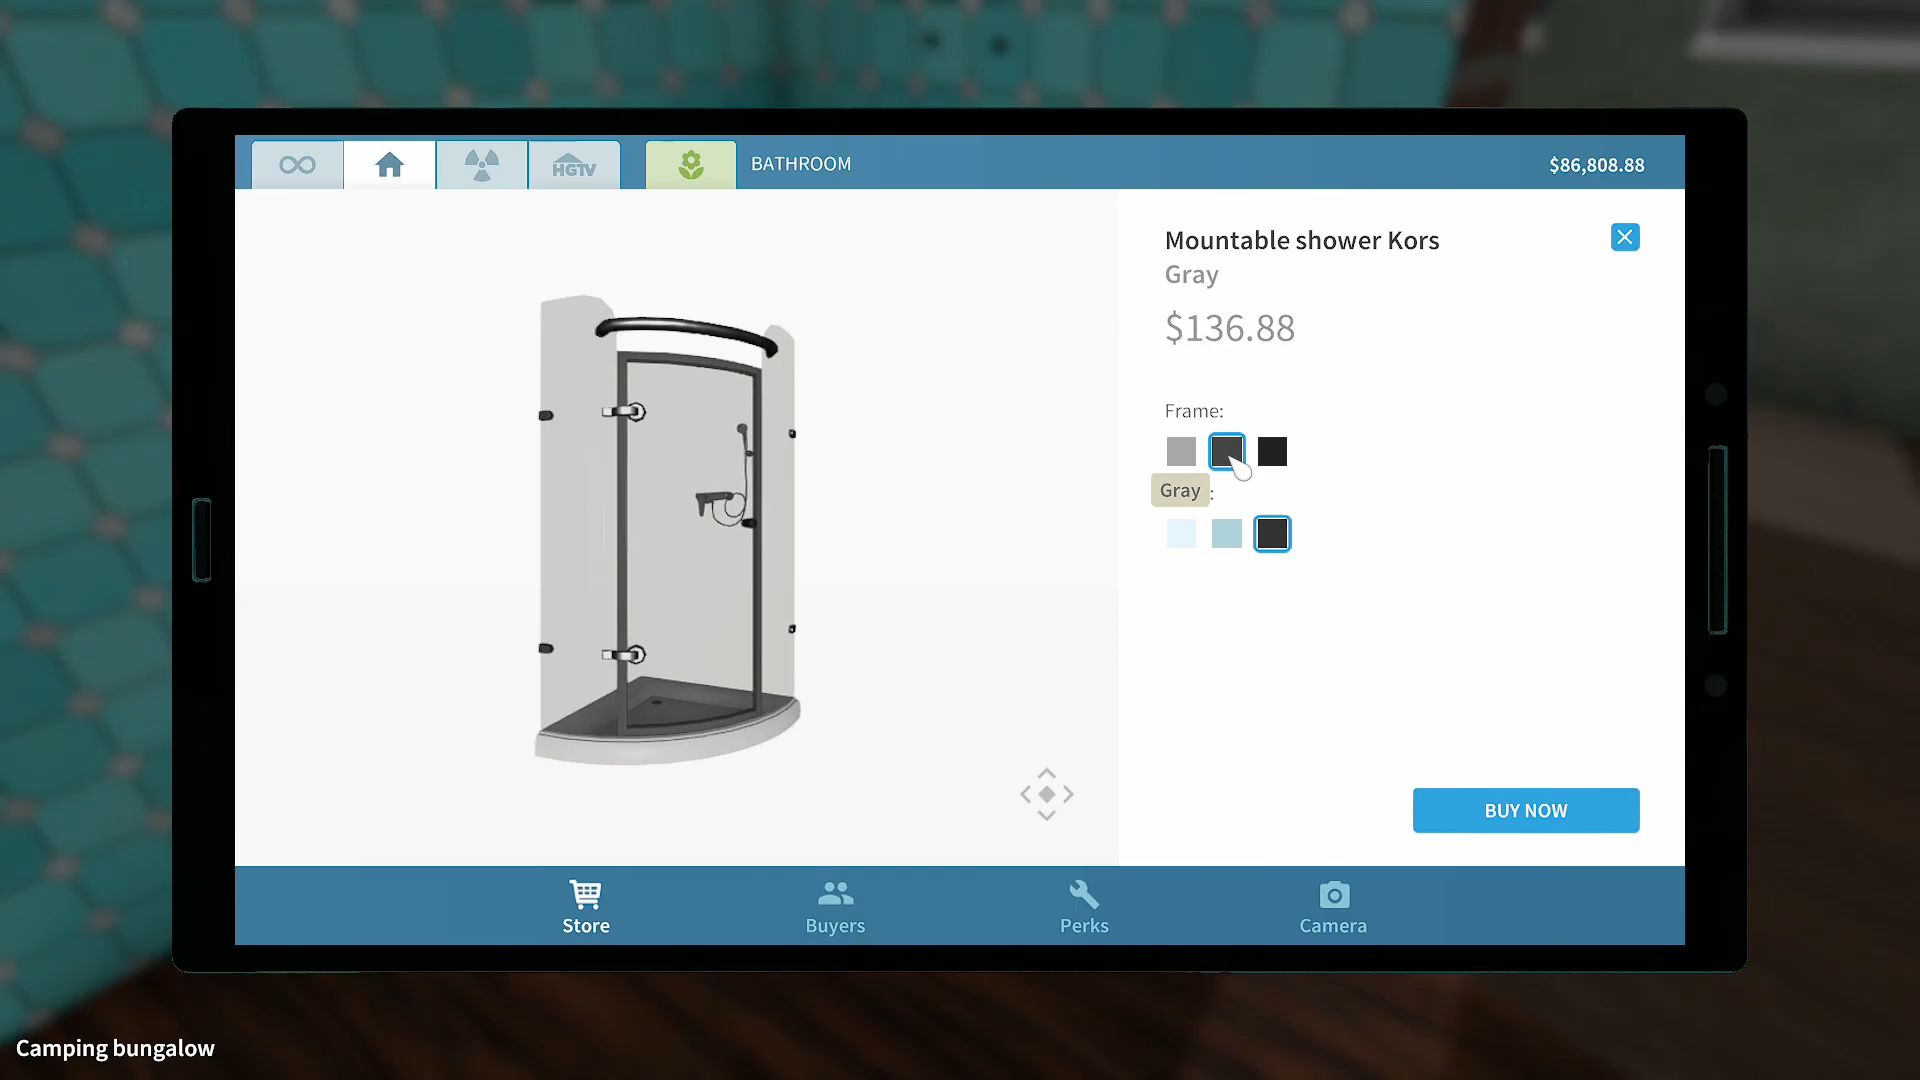 HGTV
BATHROOM
$86,808.88
Mountable shower Kors
Gray
$136.88
Frame:
Gray
:
BUY NOW
Store
Buyers
Perks
Camera
Camping bungalow